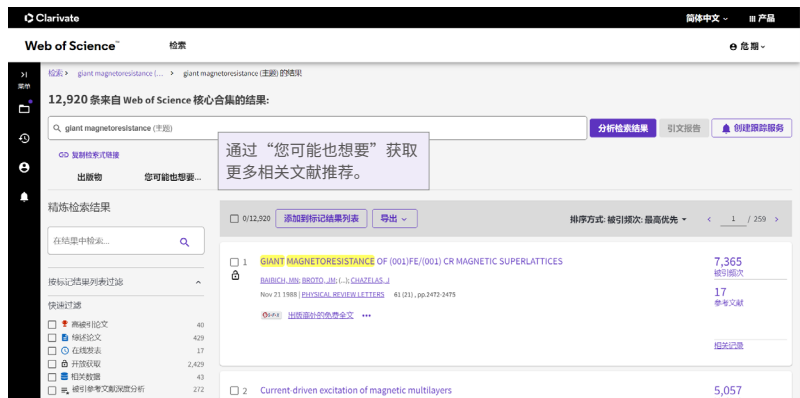 Clarivate
简体中文
产品
Web of Science™
检索
危 期
菜单
检索 > giant magnetoresistance (... > giant magnetoresistance (主题) 的结果
12,920 条来自 Web of Science 核心合集的结果:
giant magnetoresistance (主题)
分析检索结果
引文报告
创建跟踪服务
复制检索式链接
通过“您可能也想要”获取
更多相关文献推荐。
出版物
您可能也想要...
精炼检索结果
0/12,920
添加到标记结果列表
导出
排序方式: 被引频次: 最高优先
< 1 / 259 >
在结果中检索...
按标记结果列表过滤
快速过滤
高被引论文 40
综述论文 429
在线发表 17
开放获取 2,429
相关数据 43
被引参考文献深度分析 272
1 GIANT MAGNETORESISTANCE OF (001)FE/(001) CR MAGNETIC SUPERLATTICES
BAIBICH, MN; BROTO, JM; (...); CHAZELAS, J
Nov 21 1988 | PHYSICAL REVIEW LETTERS 61 (21) , pp.2472-2475
出版商处的免费全文 •••
7,365
被引频次
17
参考文献
相关记录
2 Current-driven excitation of magnetic multilayers
5,057